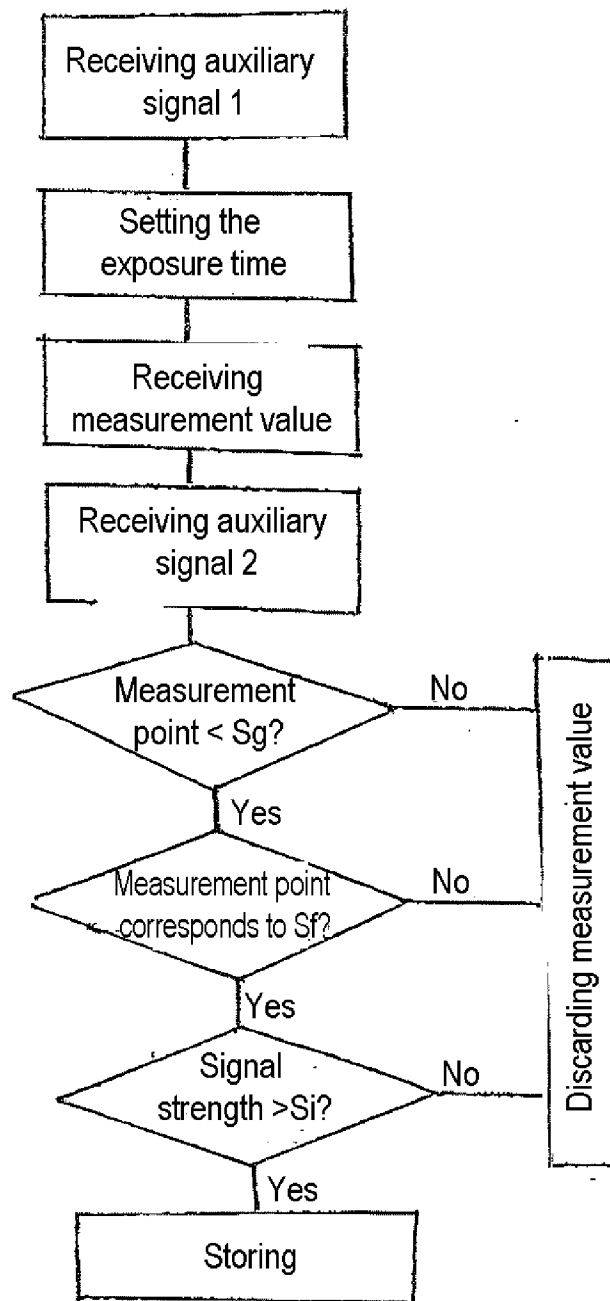 Receiving auxiliary
signal 1
Setting the
exposure time
Receiving
measurement value
Receiving auxiliary
signal 2
Measurement
point < Sg?
No
Yes
Measurement point
corresponds to Sf?
No
Yes
Signal
strength >Si?
No
Yes
Storing
Discarding measurement value